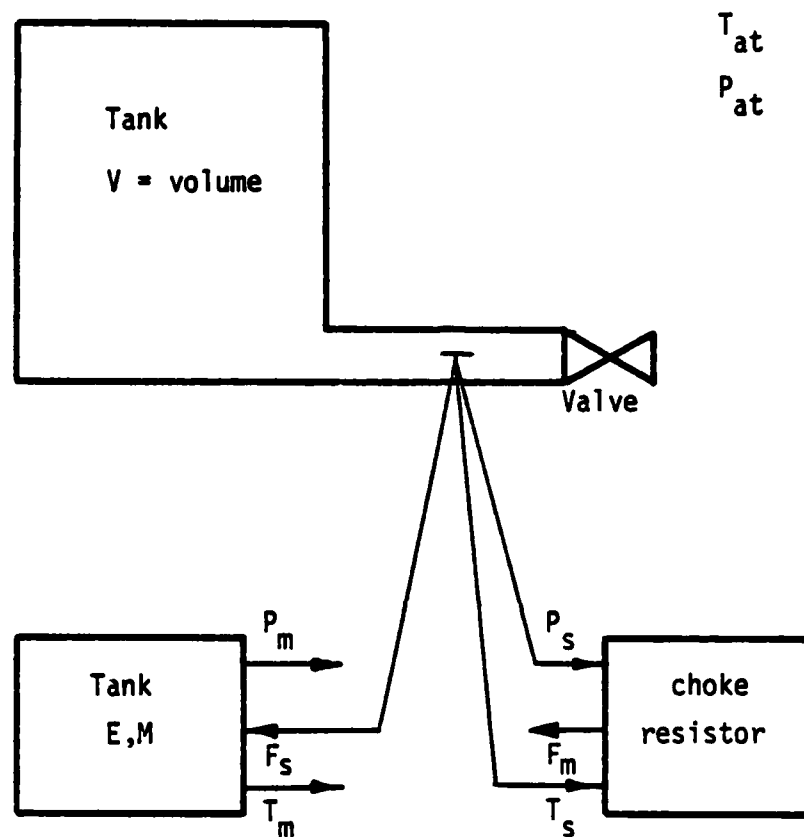 T_at
P_at
Tank
V = volume
Valve
P_m
Tank
E,M
F_s
T_m
P_s
choke
resistor
F_m
T_s